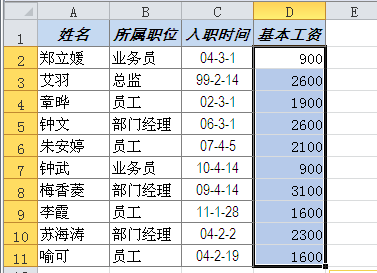 A B C D E
1 姓名 所属职位 入职时间 基本工资
2 郑立媛 业务员 04-3-1 900
3 艾羽 总监 99-2-14 2600
4 章晔 员工 02-3-1 1900
5 钟文 部门经理 06-3-1 2600
6 朱安婷 员工 07-4-5 2100
7 钟武 业务员 10-4-14 900
8 梅香菱 部门经理 09-4-14 3100
9 李霞 员工 11-1-28 1600
10 苏海涛 部门经理 04-2-2 2300
11 喻可 员工 04-2-19 1600